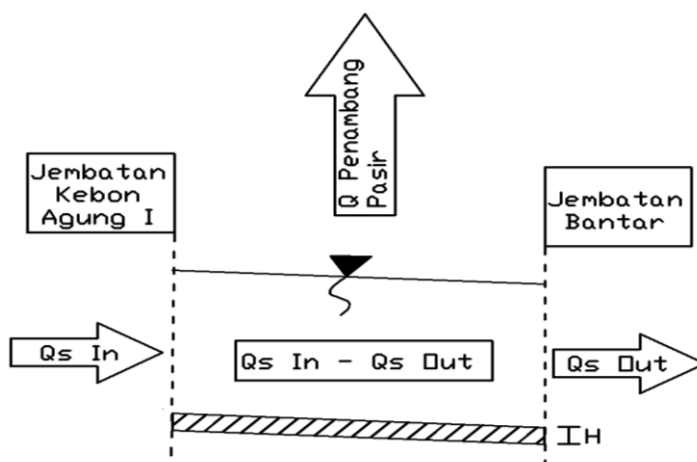 Q Penambang
Pasir
Jembatan
Kebon
Agung I
Jembatan
Bantar
Qs In
Qs In - Qs Out
Qs Out
H